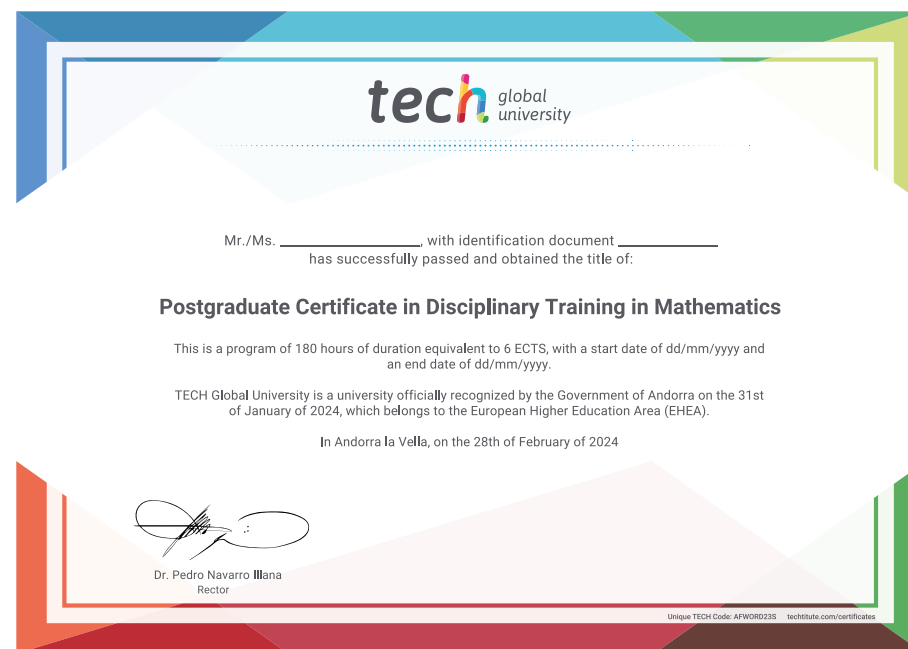 tech global
university
Mr./Ms. ____________________, with identification document ______________
has successfully passed and obtained the title of:
Postgraduate Certificate in Disciplinary Training in Mathematics
This is a program of 180 hours of duration equivalent to 6 ECTS, with a start date of dd/mm/yyyy and
an end date of dd/mm/yyyy.
TECH Global University is a university officially recognized by the Government of Andorra on the 31st
of January of 2024, which belongs to the European Higher Education Area (EHEA).
In Andorra la Vella, on the 28th of February of 2024
Dr. Pedro Navarro Illana
Rector
Unique TECH Code: AFWORD23S techtitute.com/certificates